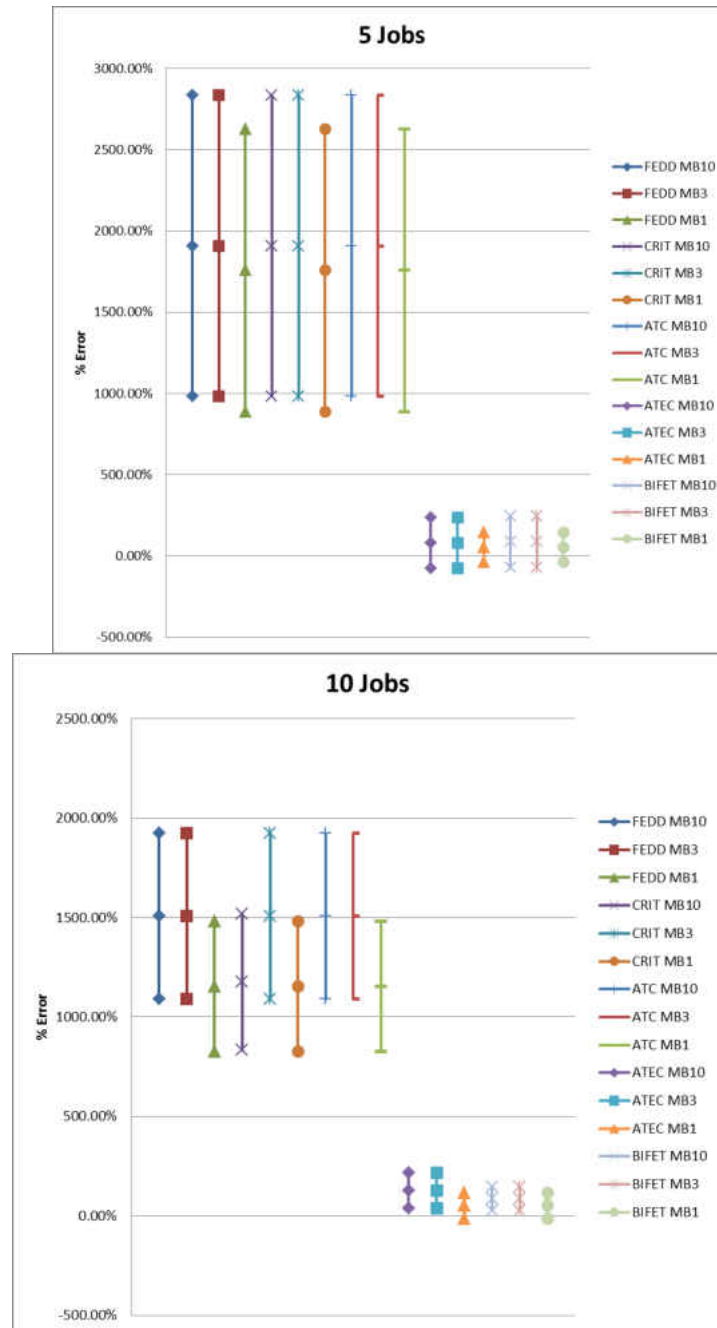 5 Jobs
3000.00%
2500.00%
2000.00%
1500.00%
1000.00%
500.00%
0.00%
-500.00%
% Error
FEDD MB10
FEDD MB3
FEDD MB1
CRIT MB10
CRIT MB3
CRIT MB1
ATC MB10
ATC MB3
ATC MB1
ATEC MB10
ATEC MB3
ATEC MB1
BIFET MB10
BIFET MB3
BIFET MB1
10 Jobs
2500.00%
2000.00%
1500.00%
1000.00%
500.00%
0.00%
-500.00%
% Error
FEDD MB10
FEDD MB3
FEDD MB1
CRIT MB10
CRIT MB3
CRIT MB1
ATC MB10
ATC MB3
ATC MB1
ATEC MB10
ATEC MB3
ATEC MB1
BIFET MB10
BIFET MB3
BIFET MB1